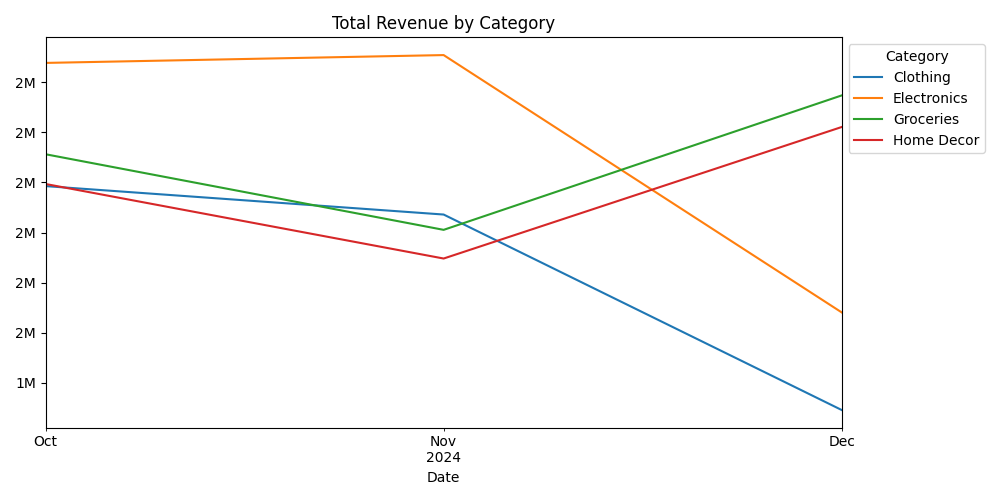 Total Revenue by Category
2M
2M
2M
2M
2M
2M
1M
Oct
Nov
2024
Dec
Date
Category
Clothing
Electronics
Groceries
Home Decor